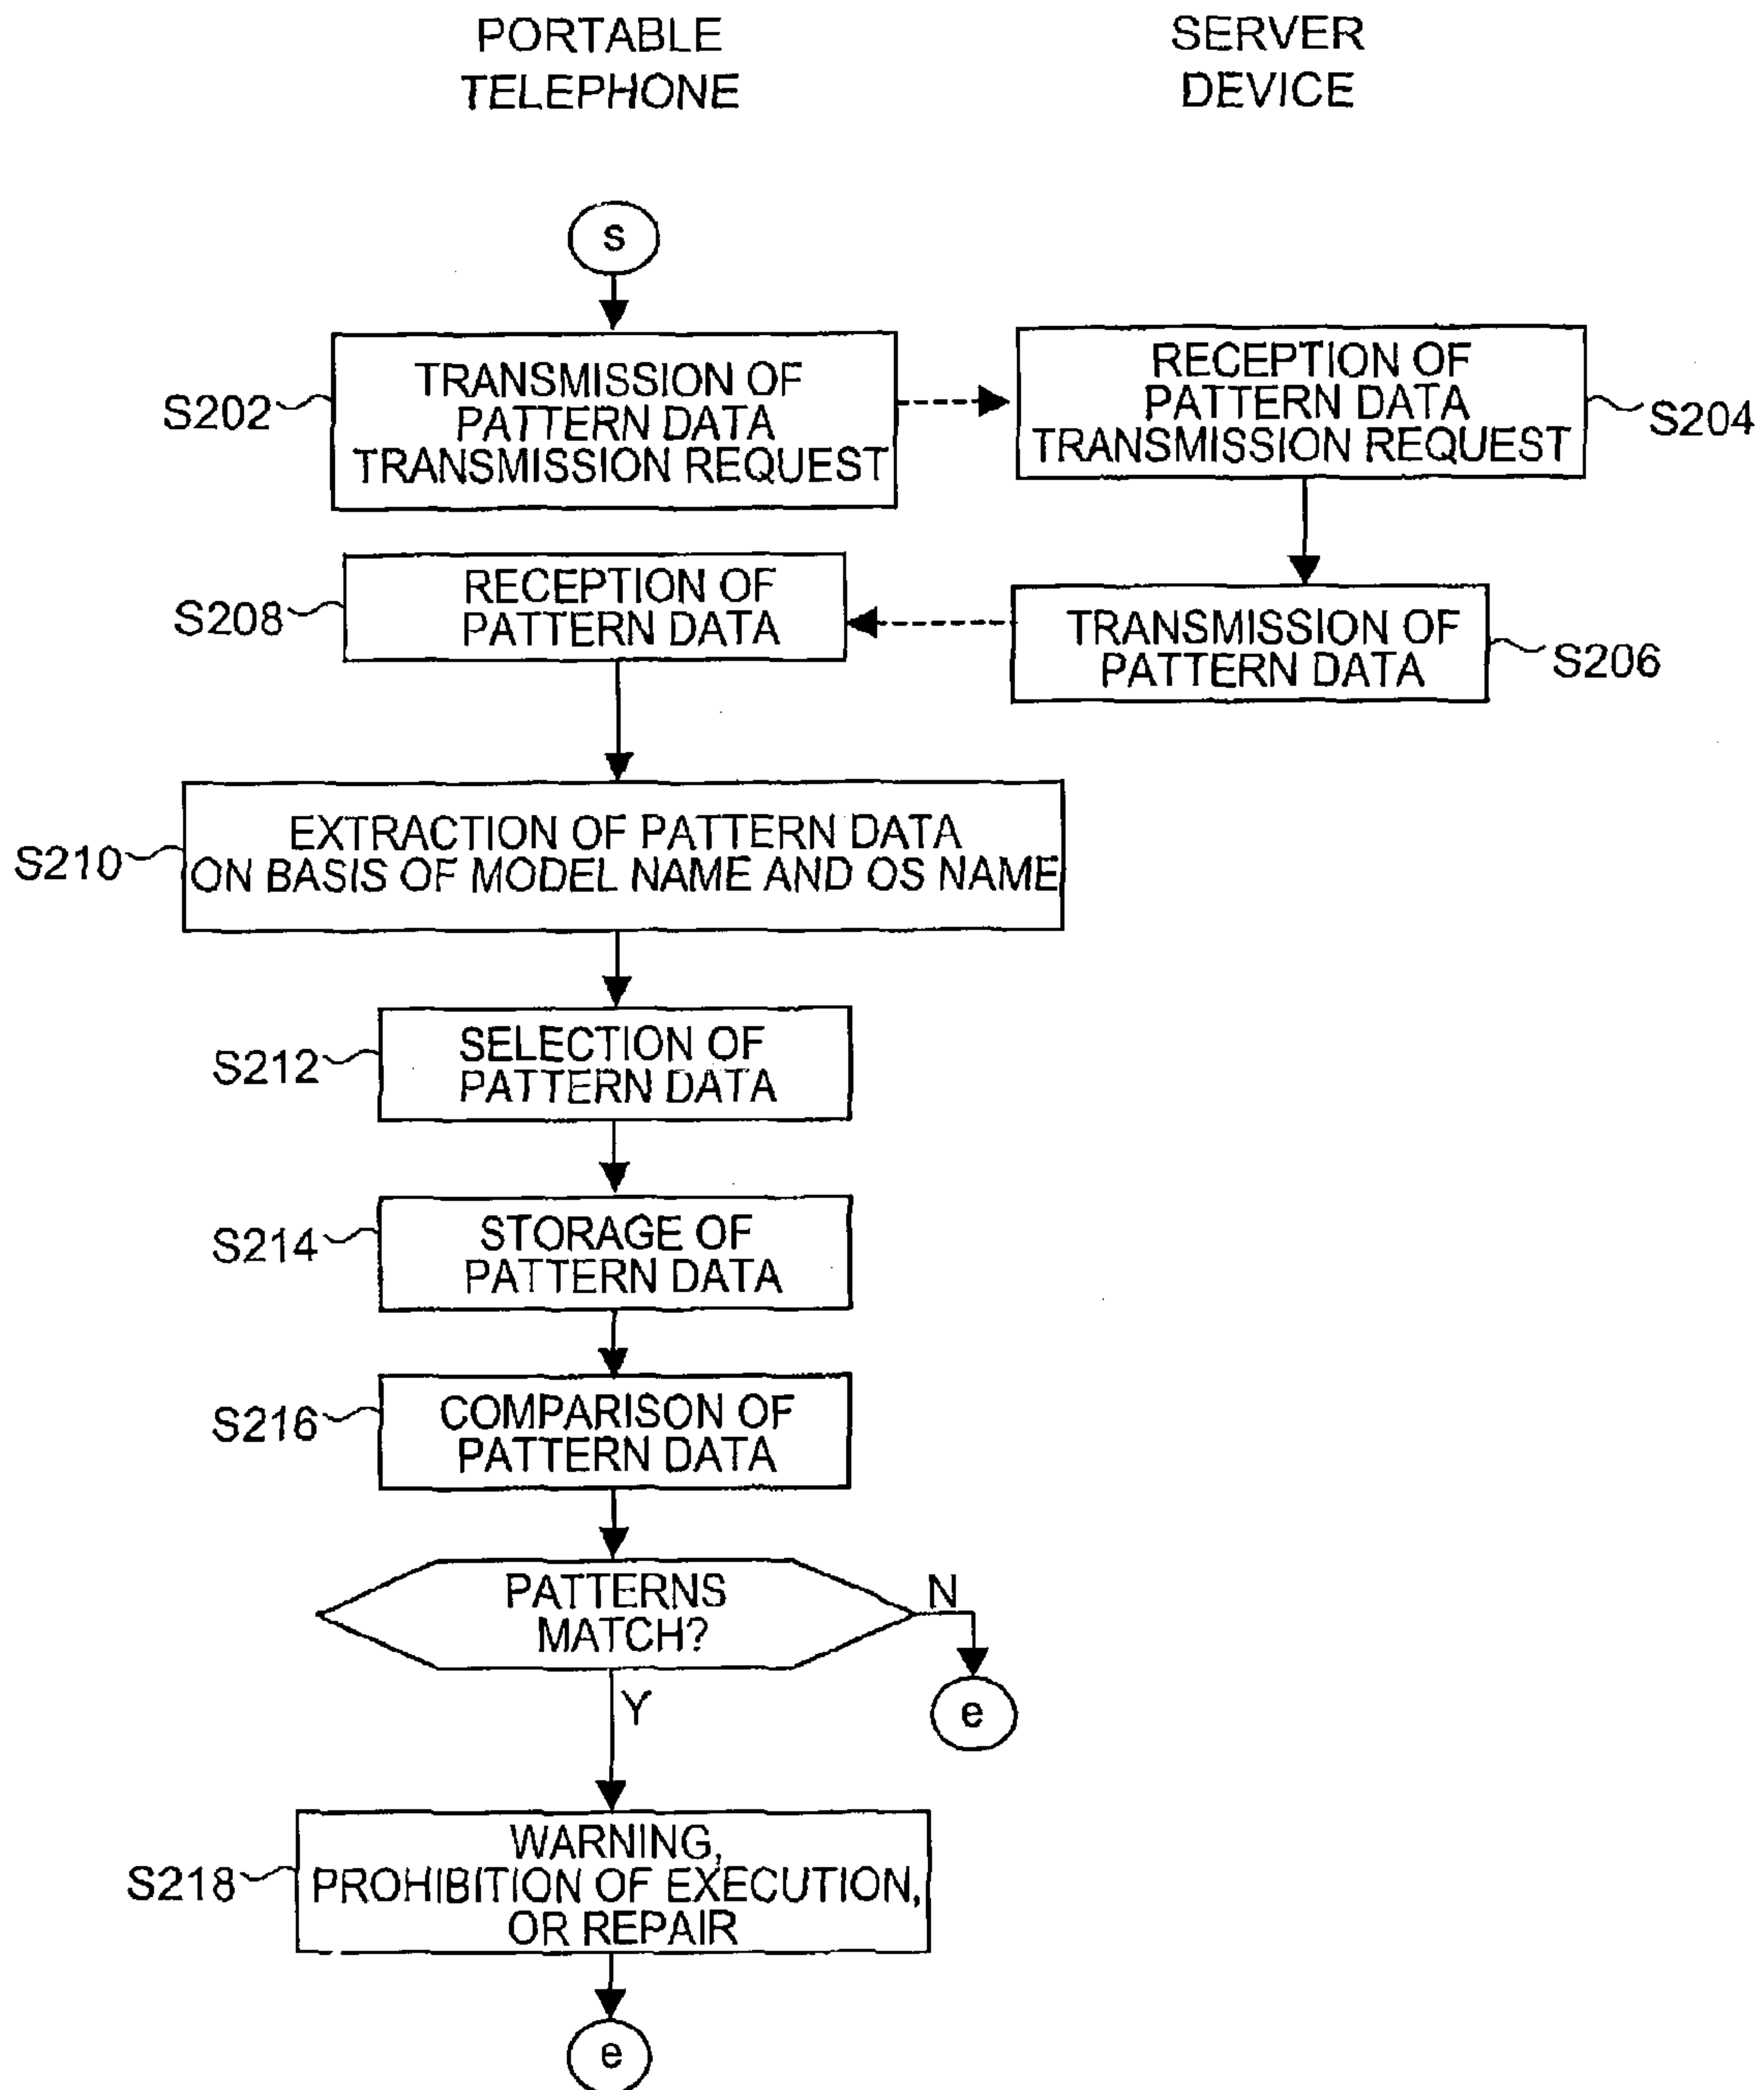 PORTABLE
TELEPHONE
SERVER
DEVICE
s
S202
TRANSMISSION OF
PATTERN DATA
TRANSMISSION REQUEST
RECEPTION OF
PATTERN DATA
TRANSMISSION REQUEST
S204
S208
RECEPTION OF
PATTERN DATA
TRANSMISSION OF
PATTERN DATA
S206
S210
EXTRACTION OF PATTERN DATA
ON BASIS OF MODEL NAME AND OS NAME
S212
SELECTION OF
PATTERN DATA
S214
STORAGE OF
PATTERN DATA
S216
COMPARISON OF
PATTERN DATA
PATTERNS
MATCH?
N
e
Y
S218
WARNING,
PROHIBITION OF EXECUTION,
OR REPAIR
e